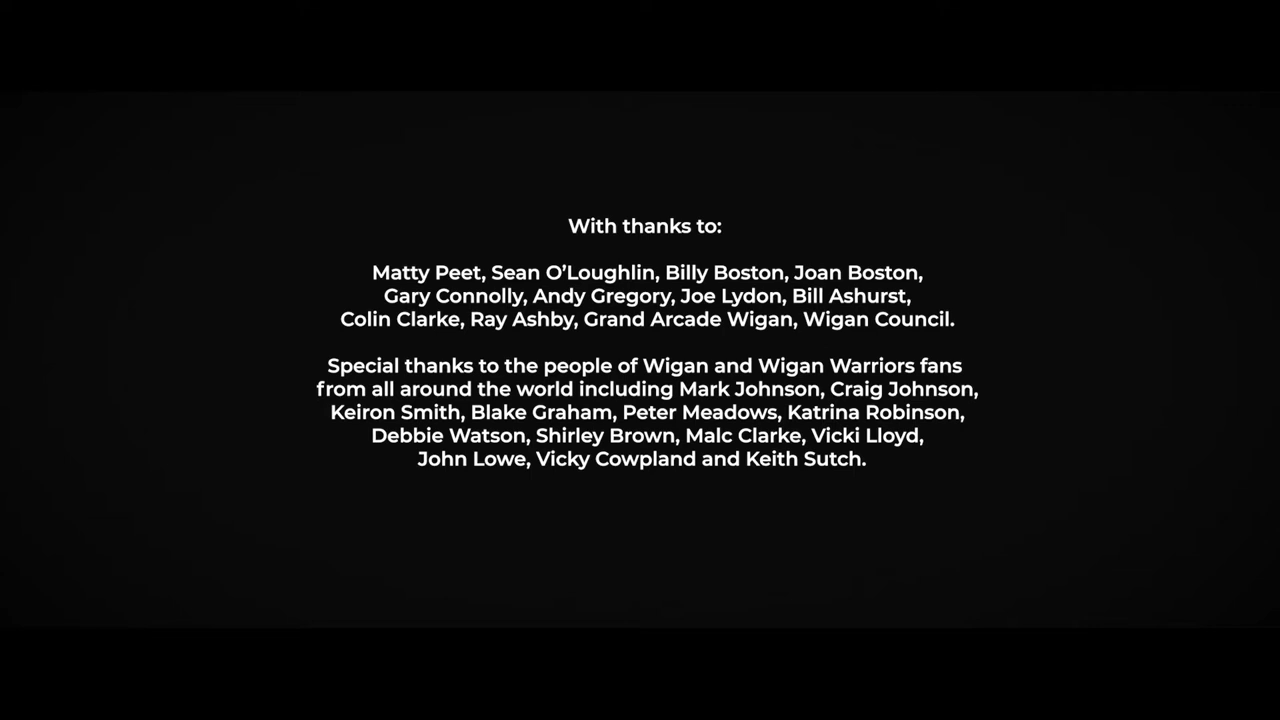 With thanks to:
Matty Peet, Sean O’Loughlin, Billy Boston, Joan Boston,
Gary Connolly, Andy Gregory, Joe Lydon, Bill Ashurst,
Colin Clarke, Ray Ashby, Grand Arcade Wigan, Wigan Council.
Special thanks to the people of Wigan and Wigan Warriors fans
from all around the world including Mark Johnson, Craig Johnson,
Keiron Smith, Blake Graham, Peter Meadows, Katrina Robinson,
Debbie Watson, Shirley Brown, Malc Clarke, Vicki Lloyd,
John Lowe, Vicky Cowpland and Keith Sutch.